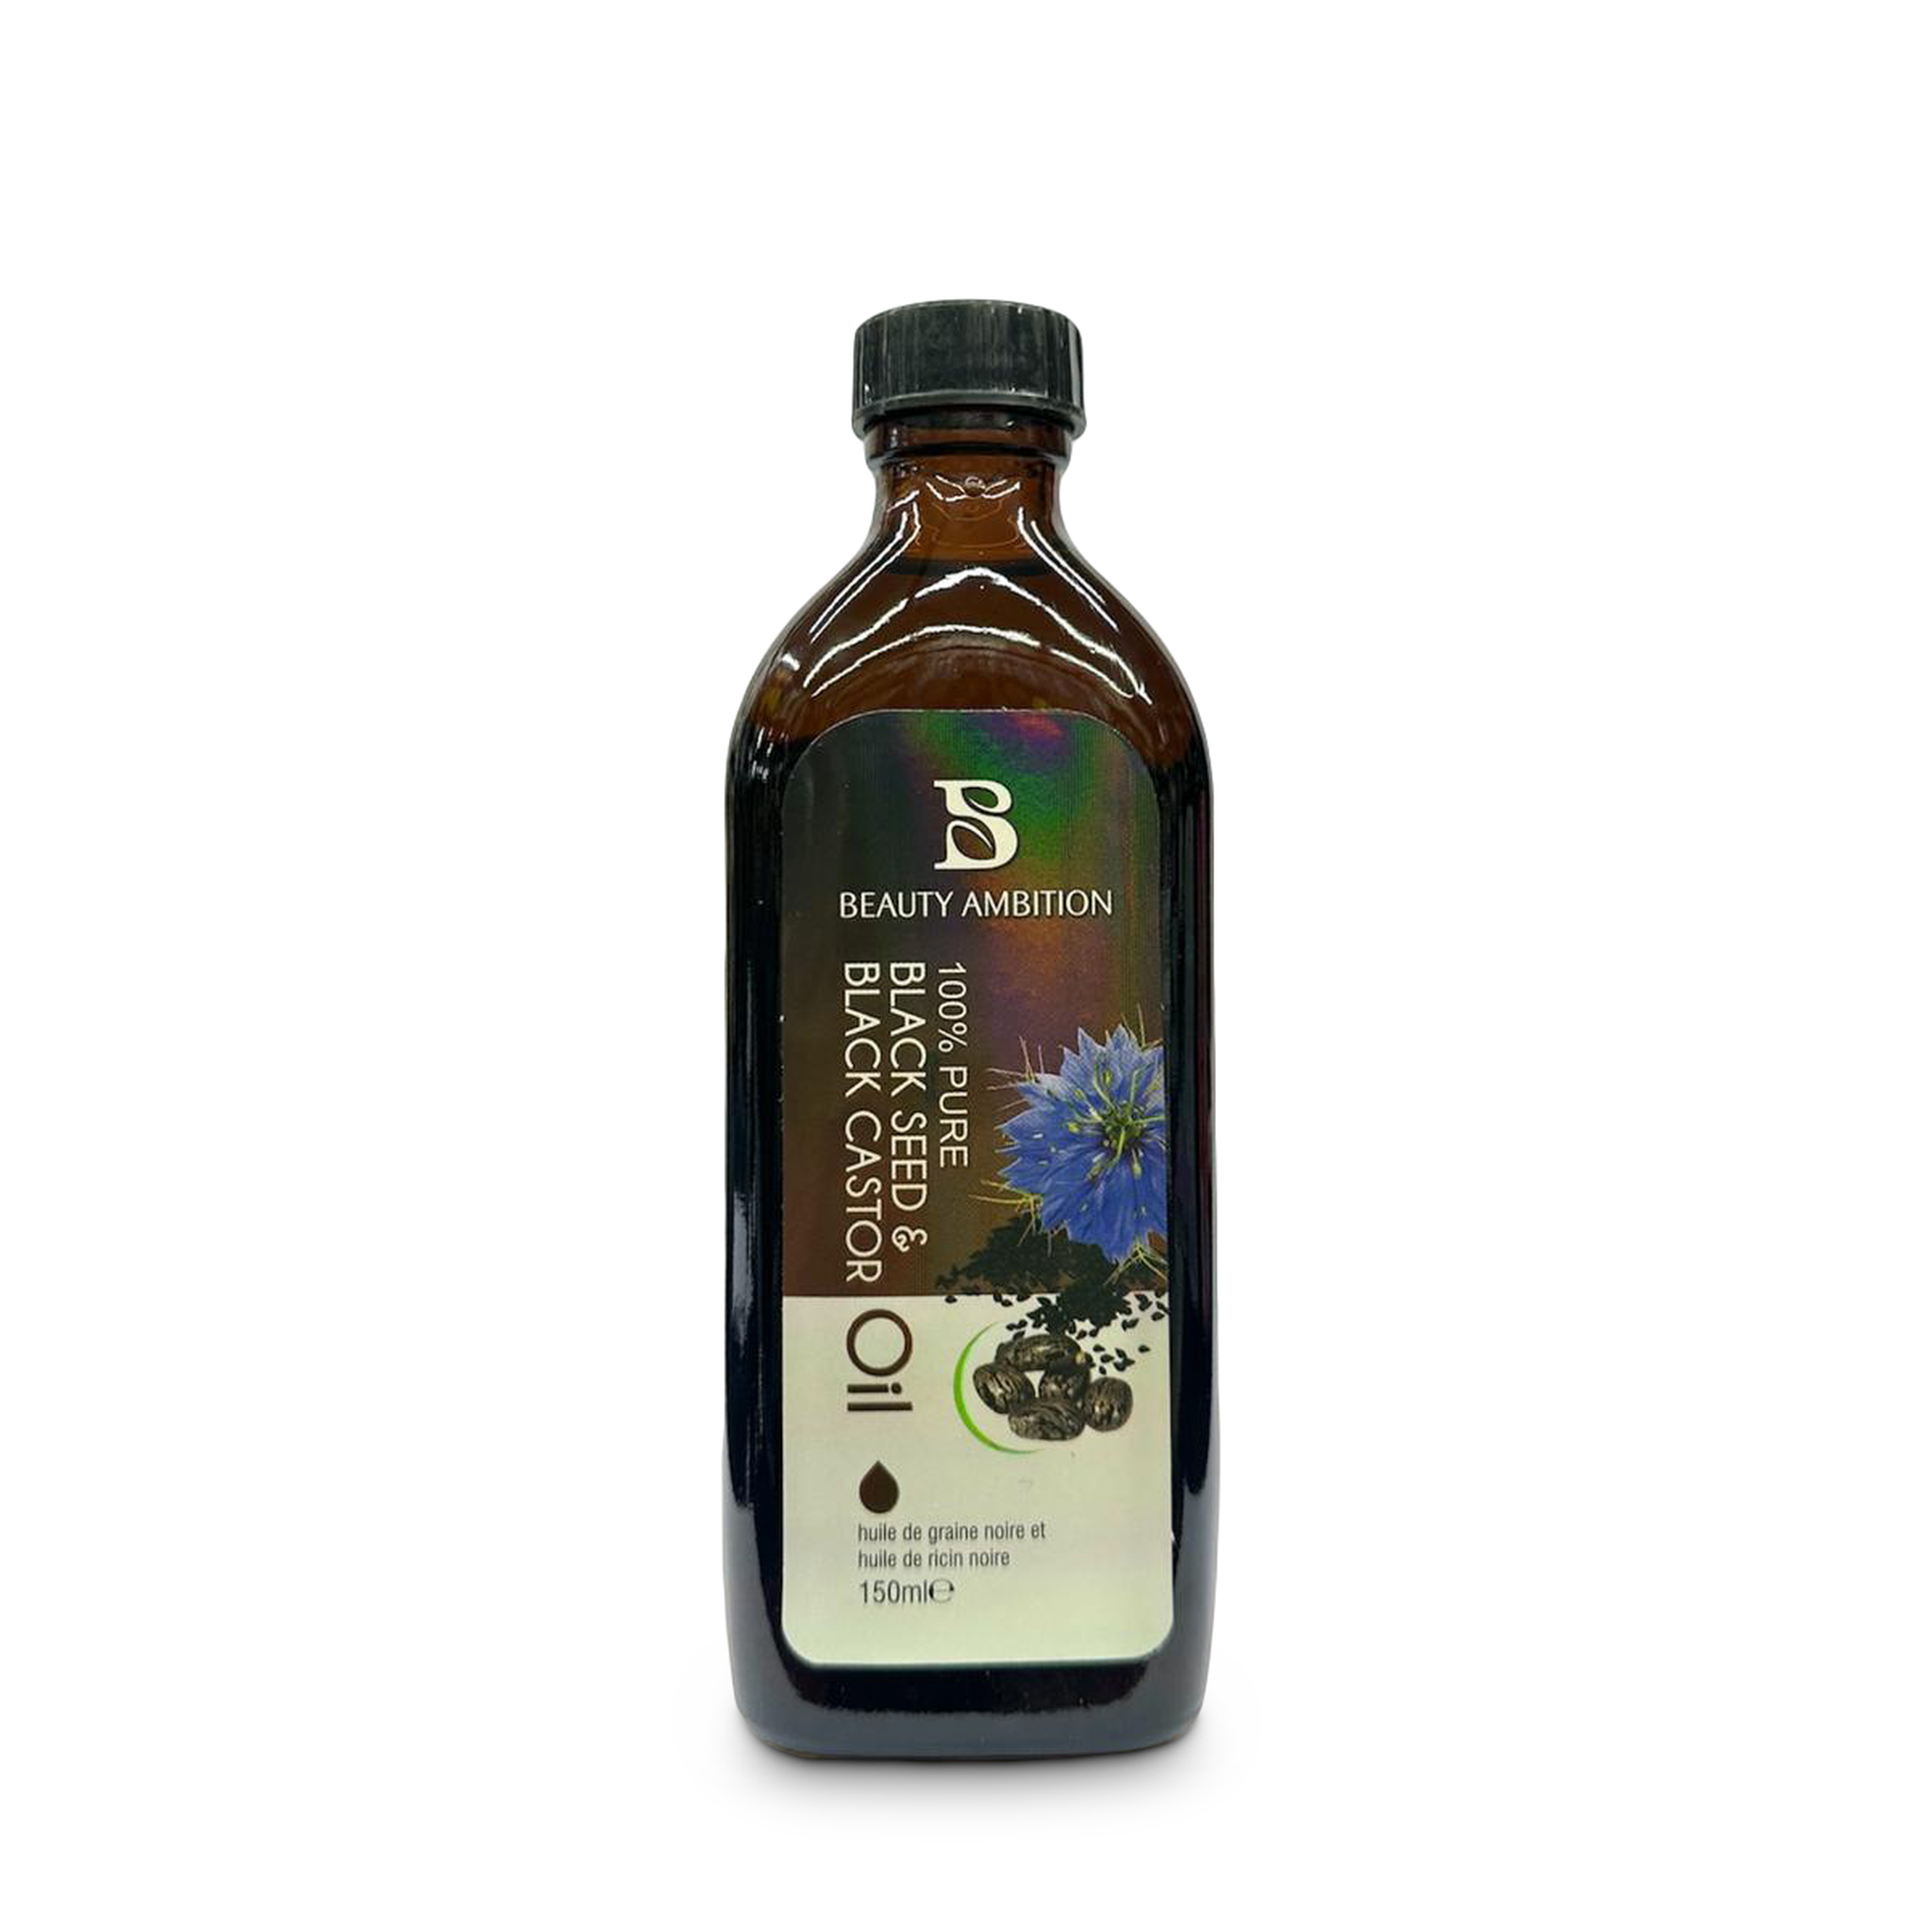 BEAUTY AMBITION
100% PURE
BLACK SEED &
BLACK CASTOR
Oil
huile de graine noire et
huile de ricin noire
150ml℮